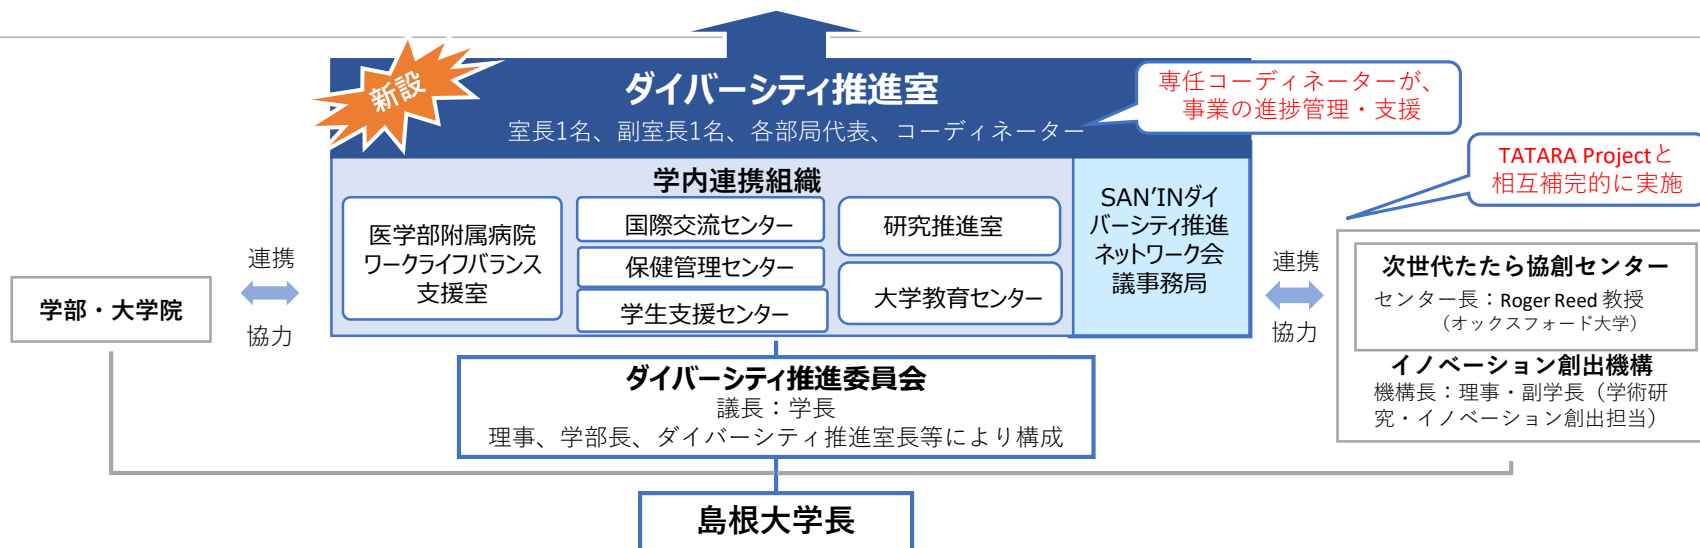 新設
ダイバーシティ推進室
室長1名、副室長1名、各部局代表、コーディネーター
専任コーディネーターが、
事業の進捗管理・支援
TATARA Projectと
相互補完的に実施
学内連携組織
医学部附属病院
ワークライフバランス
支援室
国際交流センター
保健管理センター
学生支援センター
研究推進室
大学教育センター
SAN'INダイ
バーシティ推進
ネットワーク会
議事務局
学部・大学院
連携
協力
連携
協力
次世代たたら協創センター
センター長：Roger Reed 教授
（オックスフォード大学）
イノベーション創出機構
機構長：理事・副学長（学術研
究・イノベーション創出担当）
ダイバーシティ推進委員会
議長：学長
理事、学部長、ダイバーシティ推進室長等により構成
島根大学長